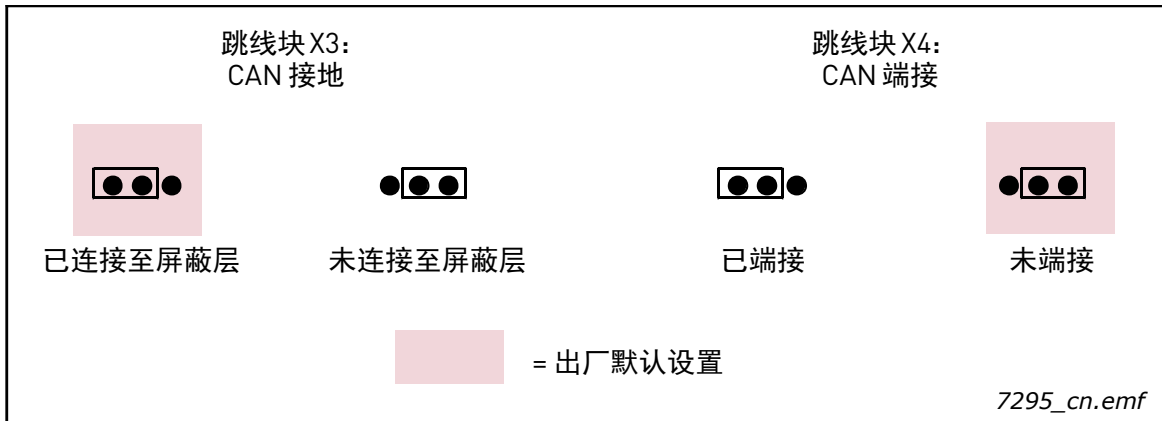 跳线块 X3:
CAN 接地
跳线块 X4:
CAN 端接
已连接至屏蔽层
未连接至屏蔽层
已端接
未端接
= 出厂默认设置
7295_cn.emf